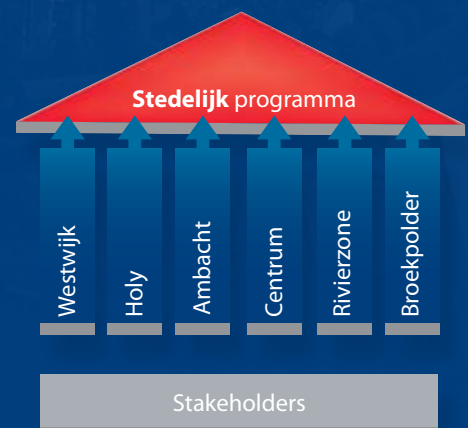 Stedelijk programma
Westwijk
Holy
Ambacht
Centrum
Rivierzone
Broekpolder
Stakeholders